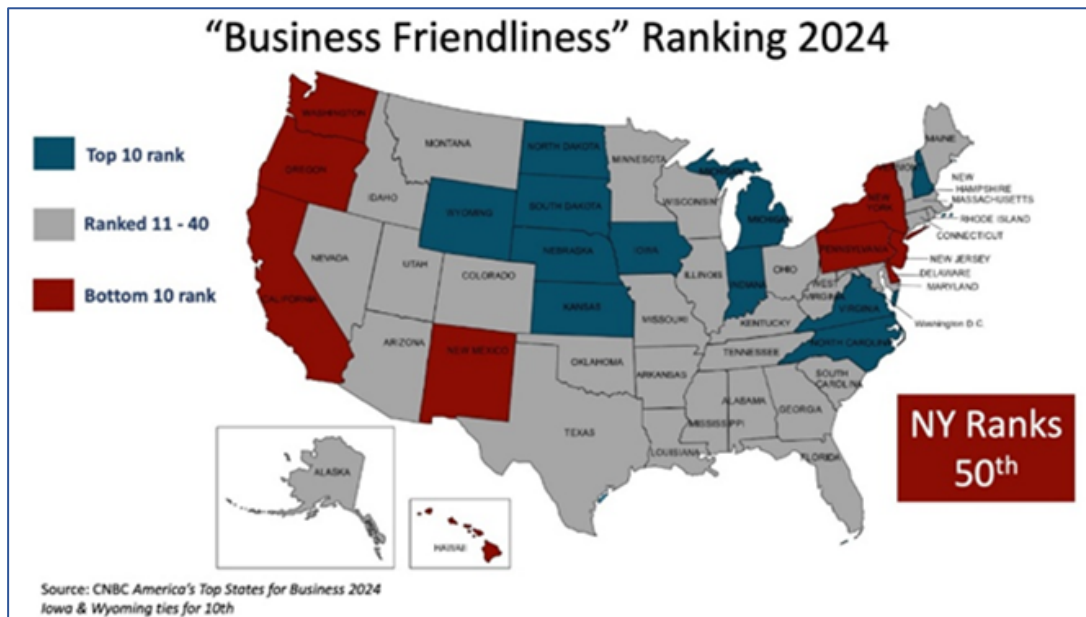 “Business Friendliness” Ranking 2024
Top 10 rank
Ranked 11 - 40
Bottom 10 rank
WASHINGTON
OREGON
CALIFORNIA
MONTANA
IDAHO
NEVADA
UTAH
ARIZONA
WYOMING
COLORADO
NEW MEXICO
NORTH DAKOTA
SOUTH DAKOTA
NEBRASKA
KANSAS
OKLAHOMA
TEXAS
MINNESOTA
IOWA
MISSOURI
ARKANSAS
LOUISIANA
WISCONSIN
ILLINOIS
MICHIGAN
MICHIGAN
INDIANA
OHIO
KENTUCKY
TENNESSEE
MISSISSIPPI
ALABAMA
GEORGIA
FLORIDA
SOUTH
CAROLINA
NORTH CAROLINA
VIRGINIA
WEST
VIRGINIA
PENNSYLVANIA
NEW
YORK
MAINE
NEW
HAMPSHIRE
MASSACHUSETTS
RHODE ISLAND
CONNECTICUT
NEW JERSEY
DELAWARE
MARYLAND
Washington D.C.
ALASKA
HAWAII
NY Ranks
50th
Source: CNBC America's Top States for Business 2024
Iowa & Wyoming ties for 10th